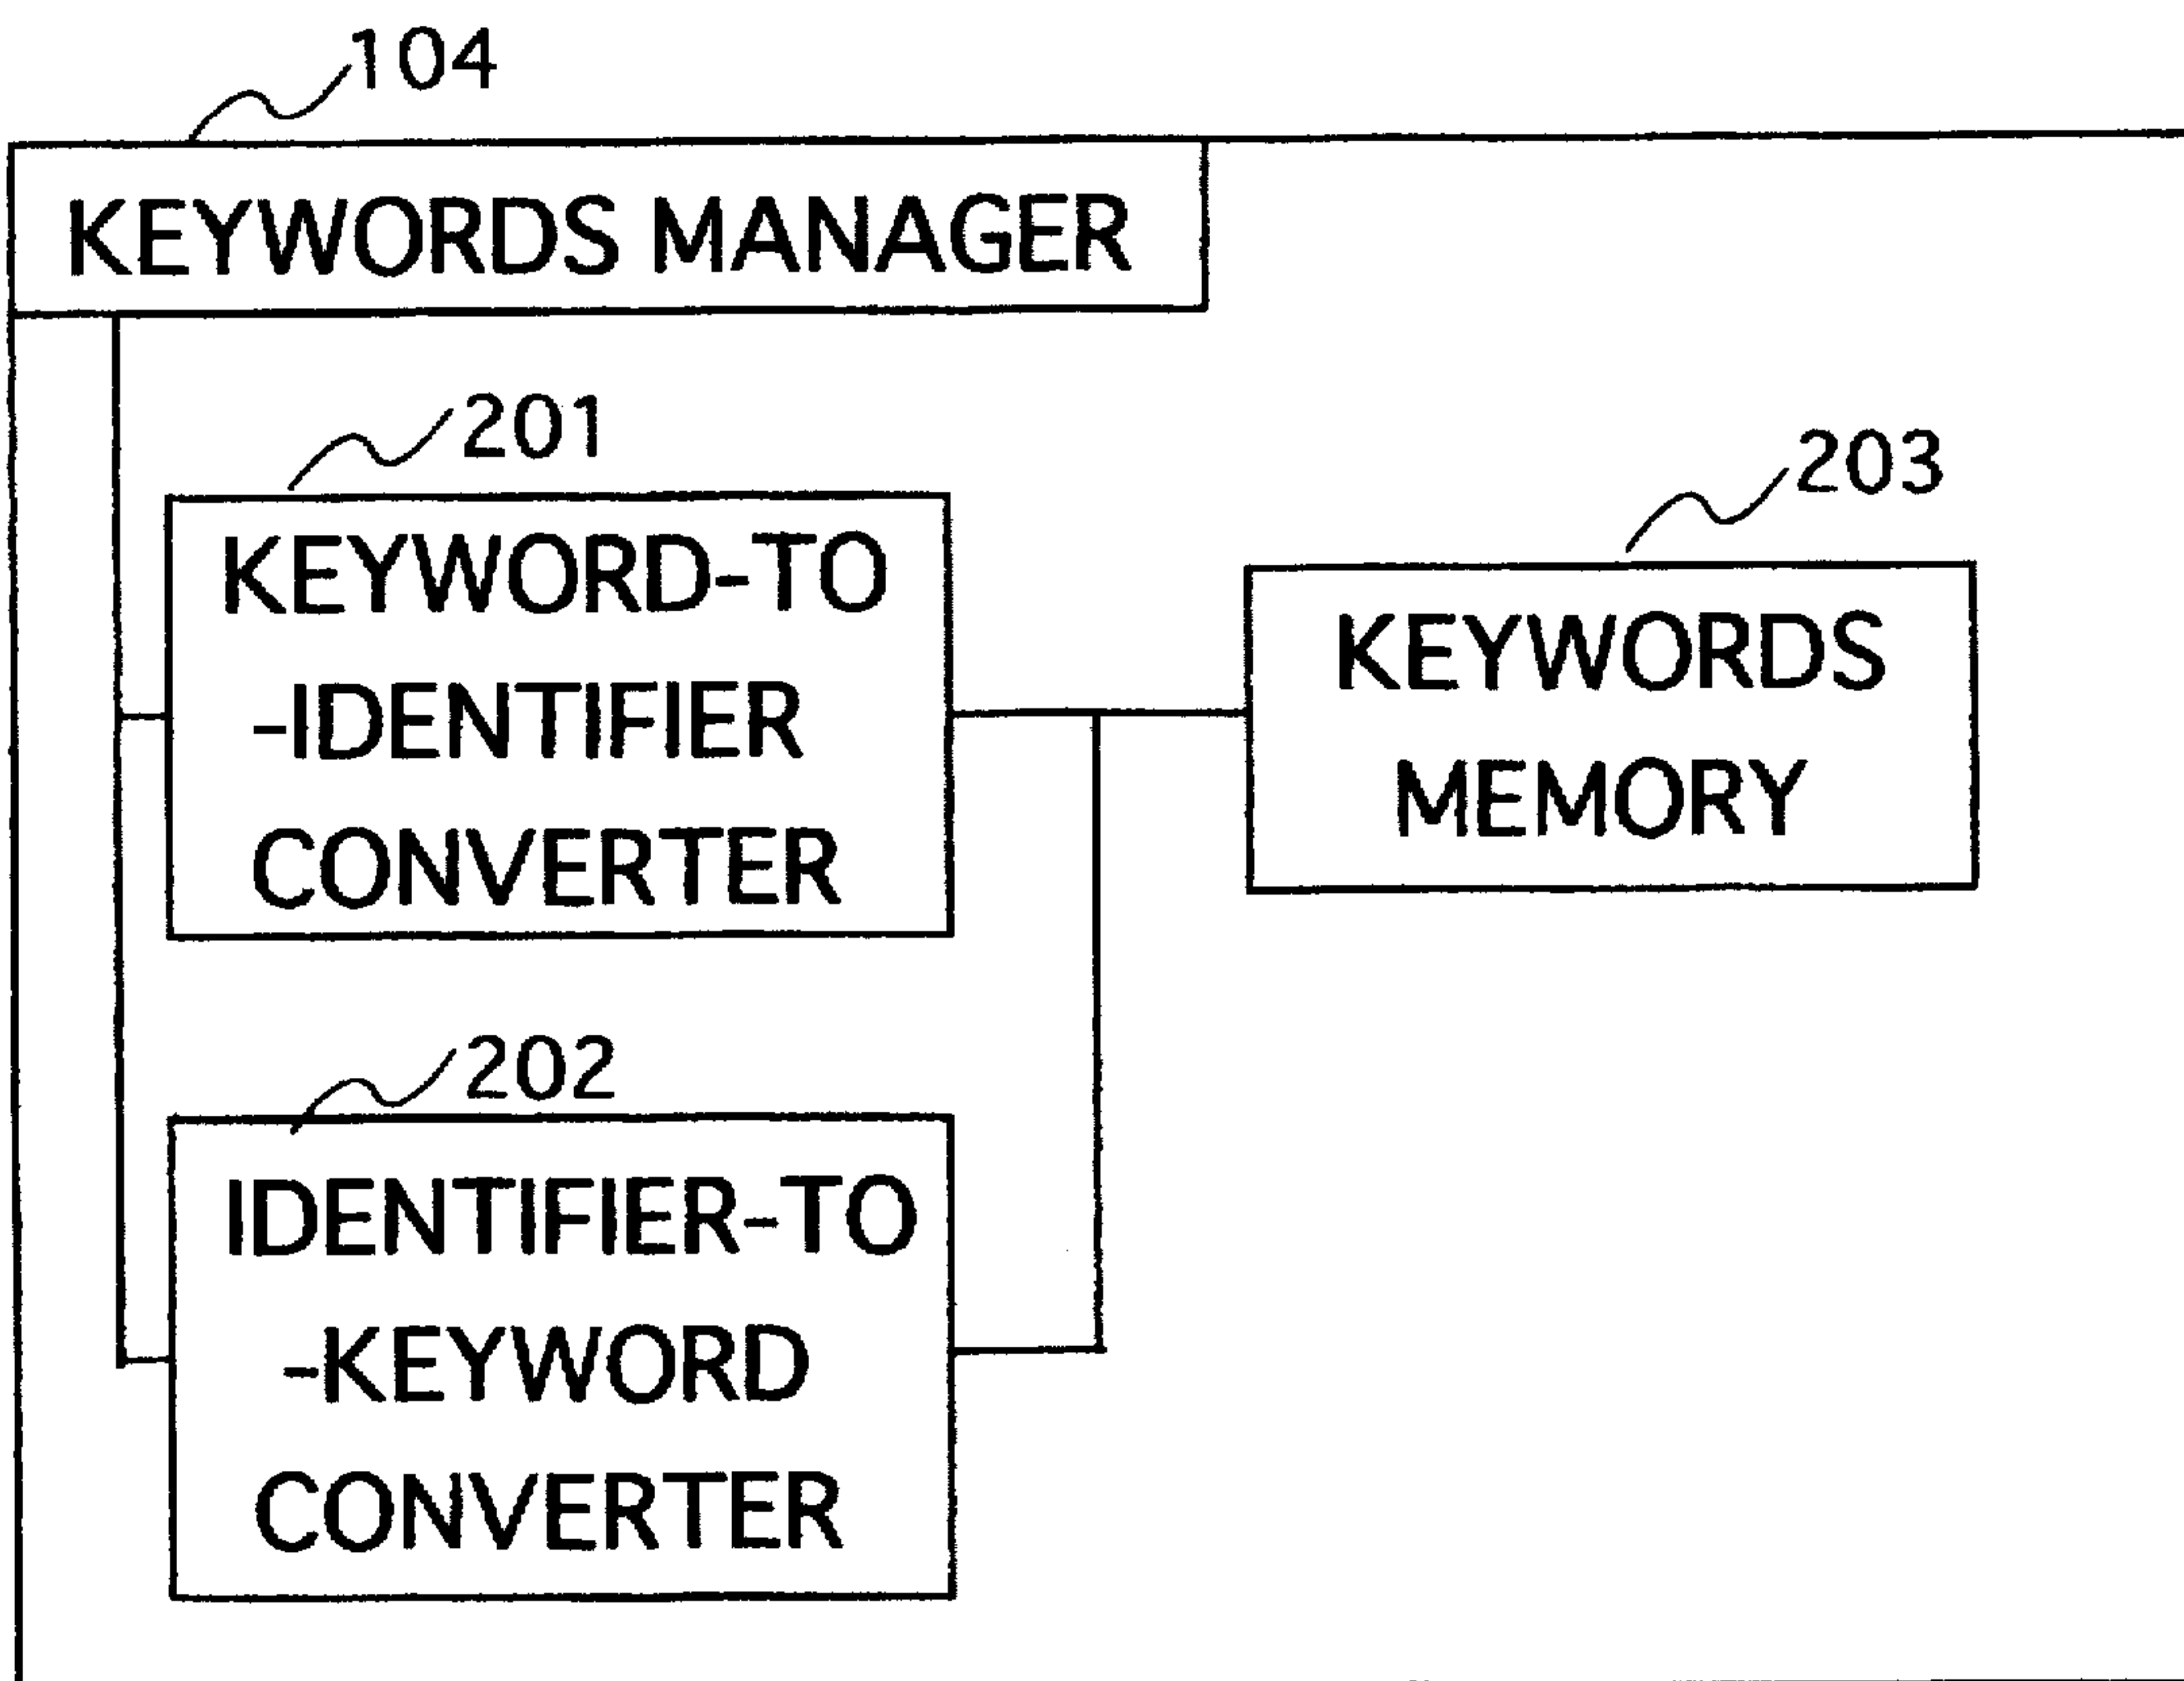 104
KEYWORDS MANAGER
201
KEYWORD-TO
-IDENTIFIER
CONVERTER
203
KEYWORDS
MEMORY
202
IDENTIFIER-TO
-KEYWORD
CONVERTER